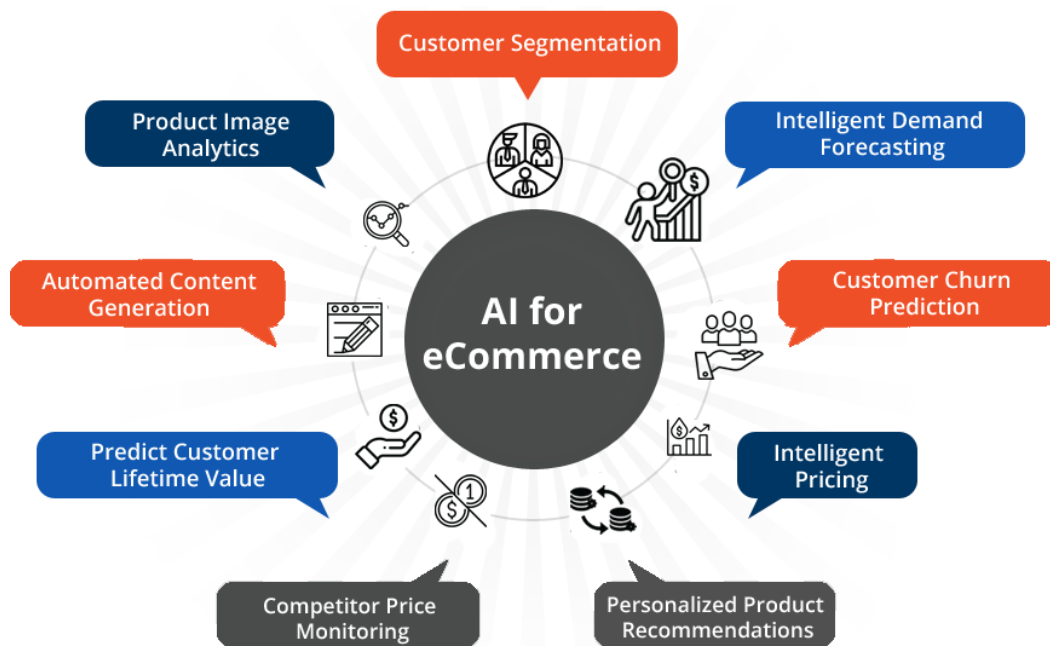 Customer Segmentation
Product Image
Analytics
Intelligent Demand
Forecasting
Automated Content
Generation
Customer Churn
Prediction
AI for
eCommerce
Predict Customer
Lifetime Value
Intelligent
Pricing
Competitor Price
Monitoring
Personalized Product
Recommendations
$
$
$
$
1